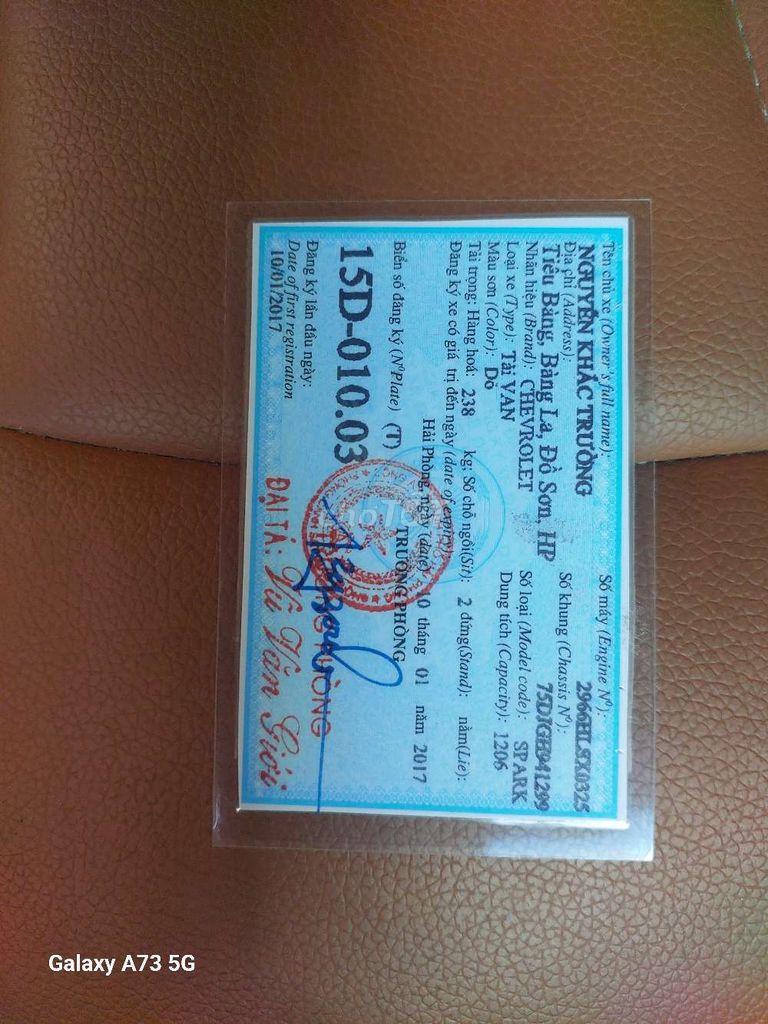 Tên chủ xe (Owner's full name):
NGUYỄN KHẮC TRƯỜNG
Số máy (Engine Nº):
Địa chỉ (Address):
Số khung (Chassis Nº):
Tiểu Bàng, Bàng La, Đồ Sơn, HP
Nhãn hiệu (Brand): CHEVROLET
Số loại (Model code): SPARK
Loại xe (Type): Tải VAN
Dung tích (Capacity): 1206
Màu sơn (Color): Đỏ
Tải trọng: Hàng hoá: 238 kg; Số chỗ ngồi(Sit): 2 đứng(Stand): nằm(Lie):
Đăng ký xe có giá trị đến ngày (date of expiry)
Hải Phòng, ngày (date) 10 tháng 01 năm 2017
Biển số đăng ký (NºPlate) (T)
TRƯỞNG PHÒNG
15D-010.03
Đăng ký lần đầu ngày:
Date of first registration
10/01/2017
ĐẠI TÁ: Vũ Văn Giới
Galaxy A73 5G